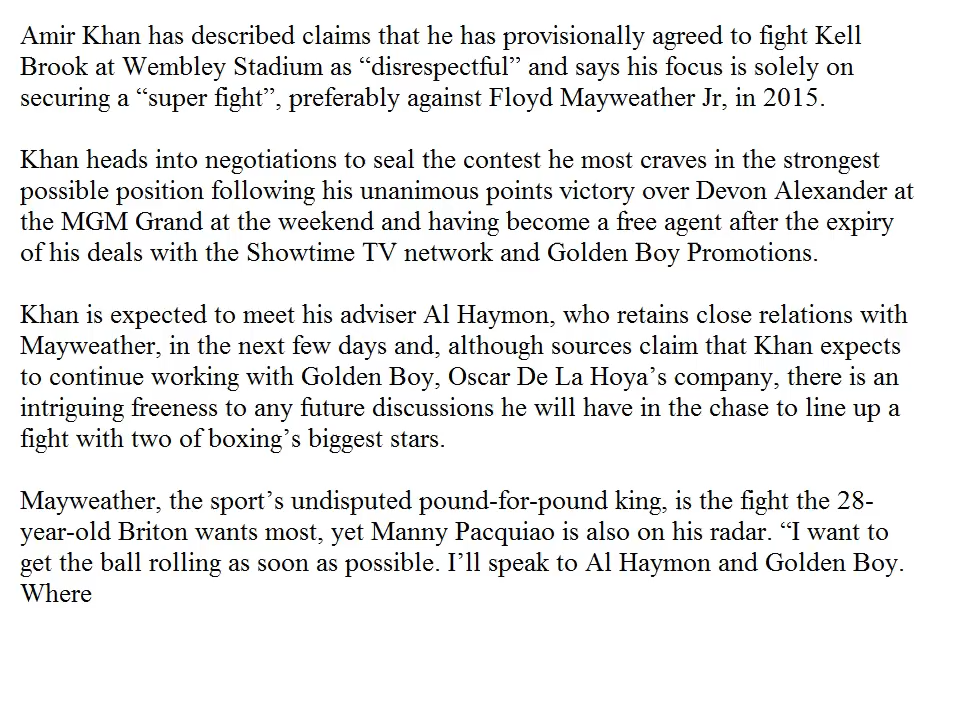 Amir Khan has described claims that he has provisionally agreed to fight Kell
Brook at Wembley Stadium as “disrespectful” and says his focus is solely on
securing a “super fight”, preferably against Floyd Mayweather Jr, in 2015.
Khan heads into negotiations to seal the contest he most craves in the strongest
possible position following his unanimous points victory over Devon Alexander at
the MGM Grand at the weekend and having become a free agent after the expiry
of his deals with the Showtime TV network and Golden Boy Promotions.
Khan is expected to meet his adviser Al Haymon, who retains close relations with
Mayweather, in the next few days and, although sources claim that Khan expects
to continue working with Golden Boy, Oscar De La Hoya’s company, there is an
intriguing freeness to any future discussions he will have in the chase to line up a
fight with two of boxing’s biggest stars.
Mayweather, the sport’s undisputed pound-for-pound king, is the fight the 28-
year-old Briton wants most, yet Manny Pacquiao is also on his radar. “I want to
get the ball rolling as soon as possible. I’ll speak to Al Haymon and Golden Boy.
Where